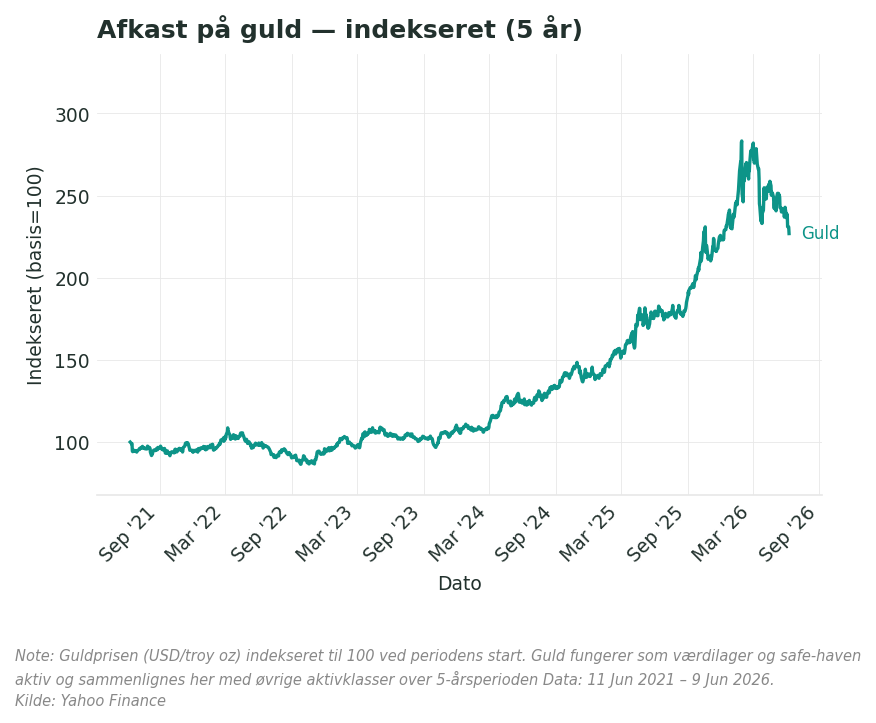 Afkast på guld — indekseret (5 år)
Indekseret (basis=100)
300
250
200
150
100
Guld
Sep '21
Mar '22
Sep '22
Mar '23
Sep '23
Mar '24
Sep '24
Mar '25
Sep '25
Mar '26
Sep '26
Dato
Note: Guldprisen (USD/troy oz) indekseret til 100 ved periodens start. Guld fungerer som værdilager og safe-haven
aktiv og sammenlignes her med øvrige aktivklasser over 5-årsperioden Data: 11 Jun 2021 – 9 Jun 2026.
Kilde: Yahoo Finance